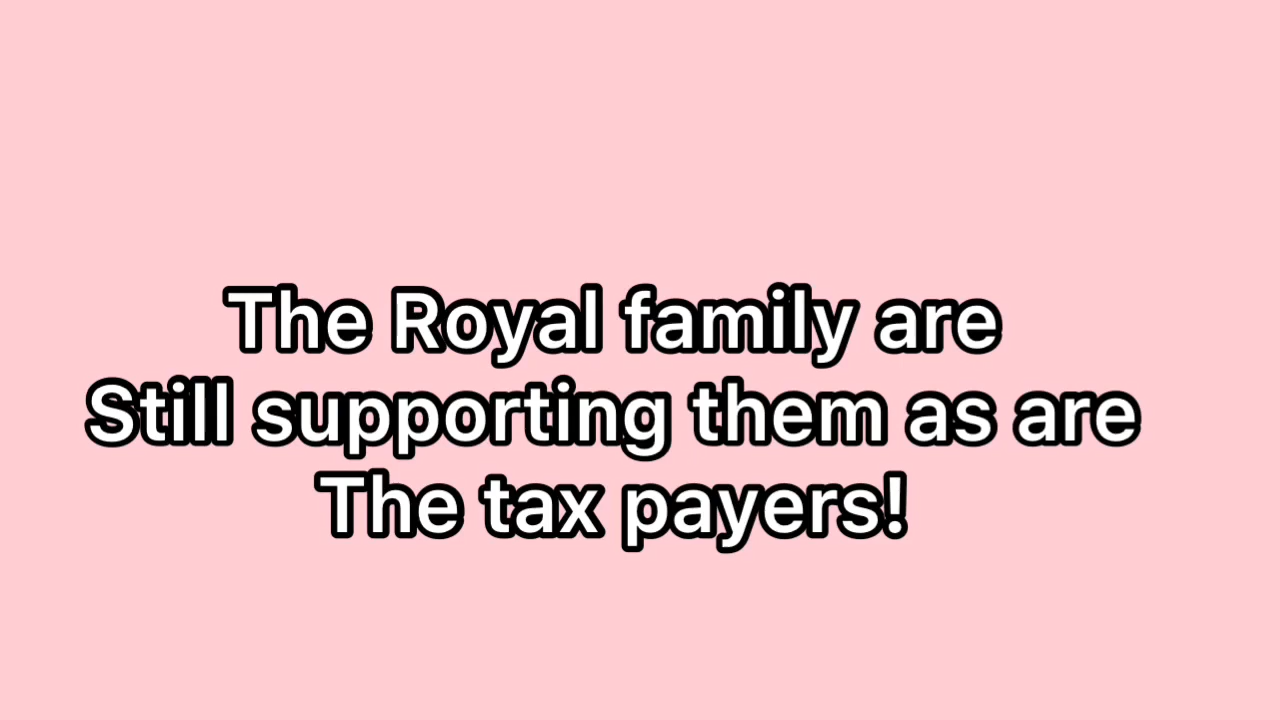 The Royal family are
Still supporting them as are
The tax payers!